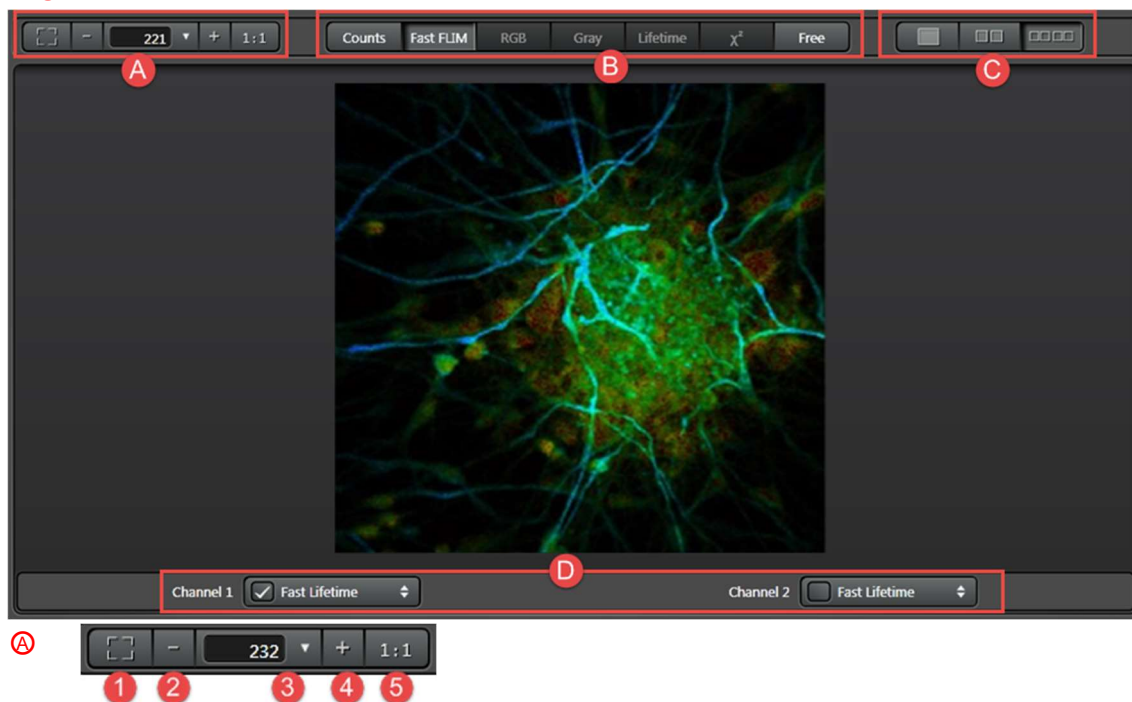 221 ▼ + 1:1
Counts Fast FLIM RGB Gray Lifetime χ² Free
A
B
C
D
Channel 1 Fast Lifetime
Channel 2 Fast Lifetime
A
− 232 ▼ + 1:1
1 2 3 4 5